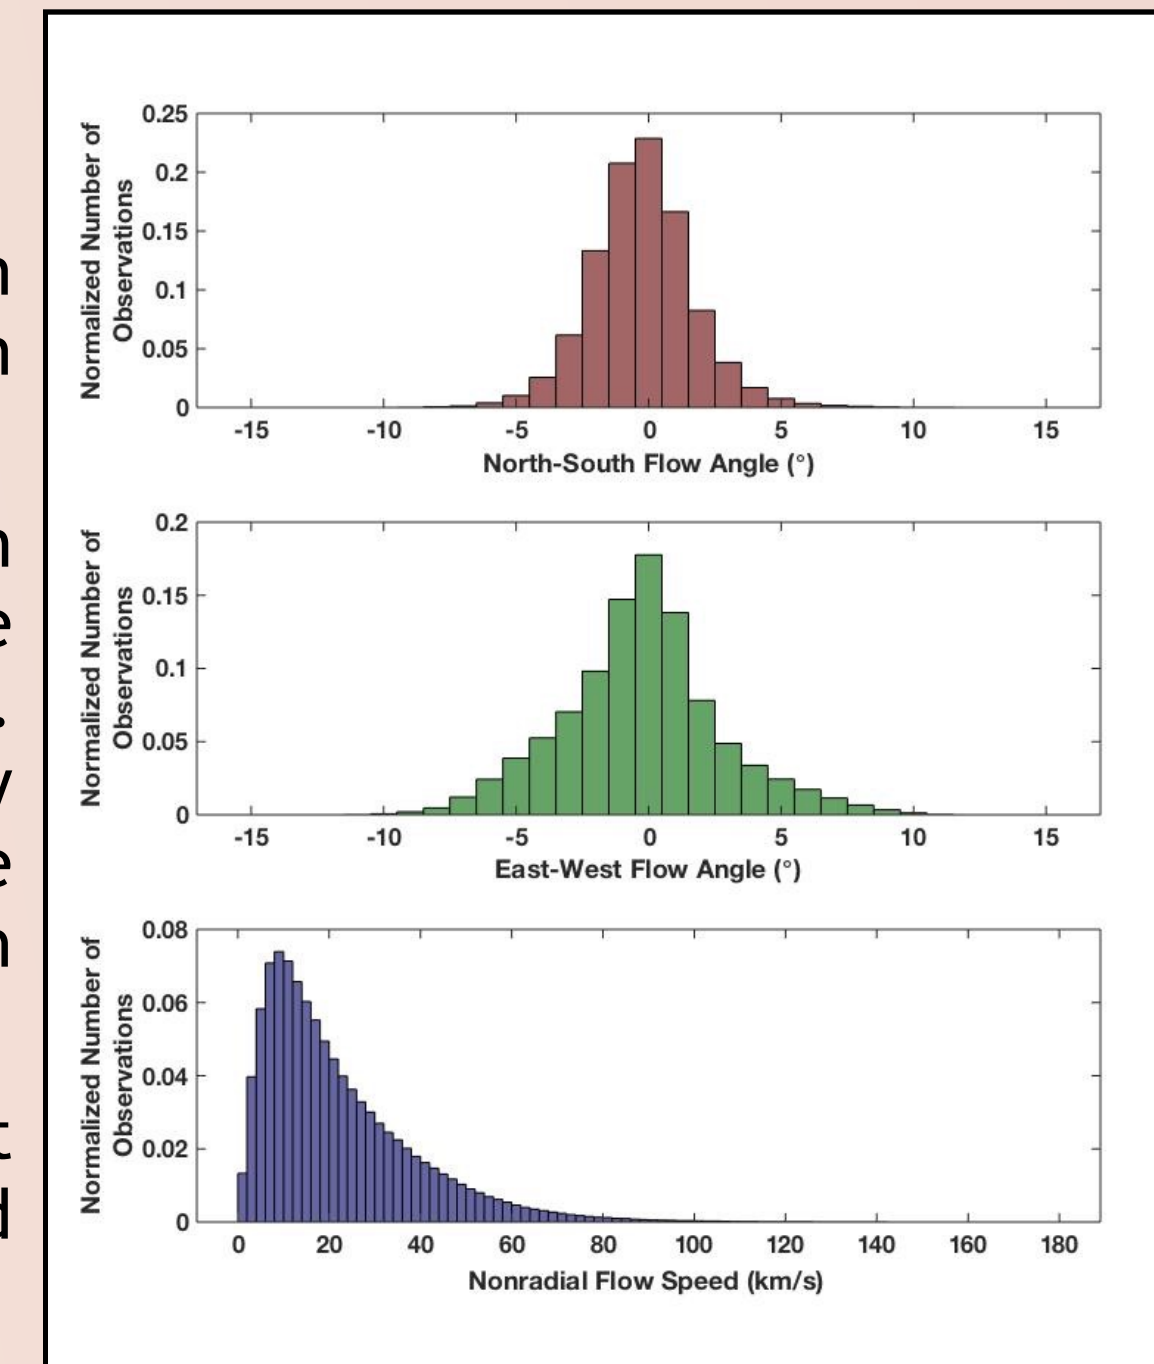 n
n
n
e
.
y
e
n
t
d
0.25
0.2
0.15
0.1
0.05
0
Normalized Number of
Observations
-15 -10 -5 0 5 10 15
North-South Flow Angle (°)
0.2
0.15
0.1
0.05
0
Normalized Number of
Observations
-15 -10 -5 0 5 10 15
East-West Flow Angle (°)
0.08
0.06
0.04
0.02
0
Normalized Number of
Observations
0 20 40 60 80 100 120 140 160 180
Nonradial Flow Speed (km/s)